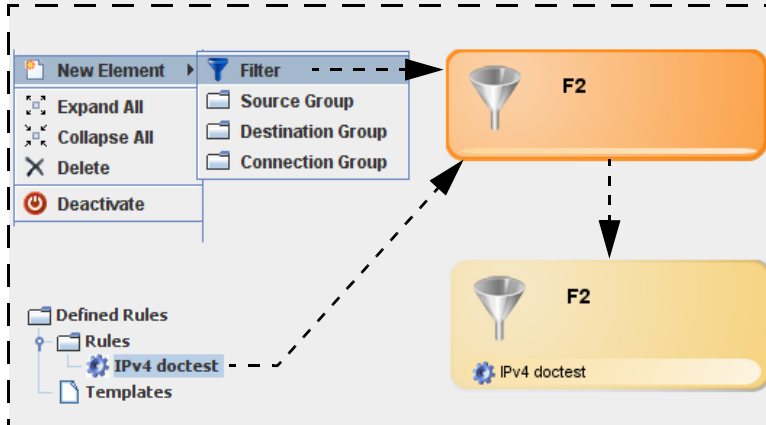 New Element
Filter
F2
Expand All
Source Group
Collapse All
Destination Group
Delete
Connection Group
Deactivate
F2
Defined Rules
Rules
IPv4 doctest
IPv4 doctest
Templates